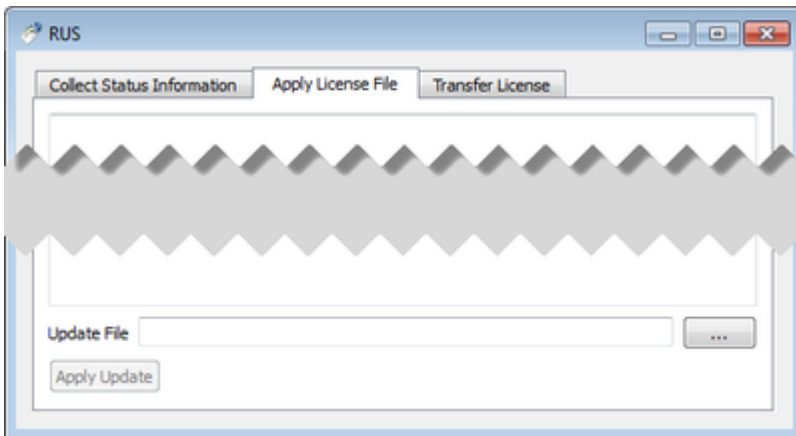 RUS
Collect Status Information Apply License File Transfer License
Update File ...
Apply Update